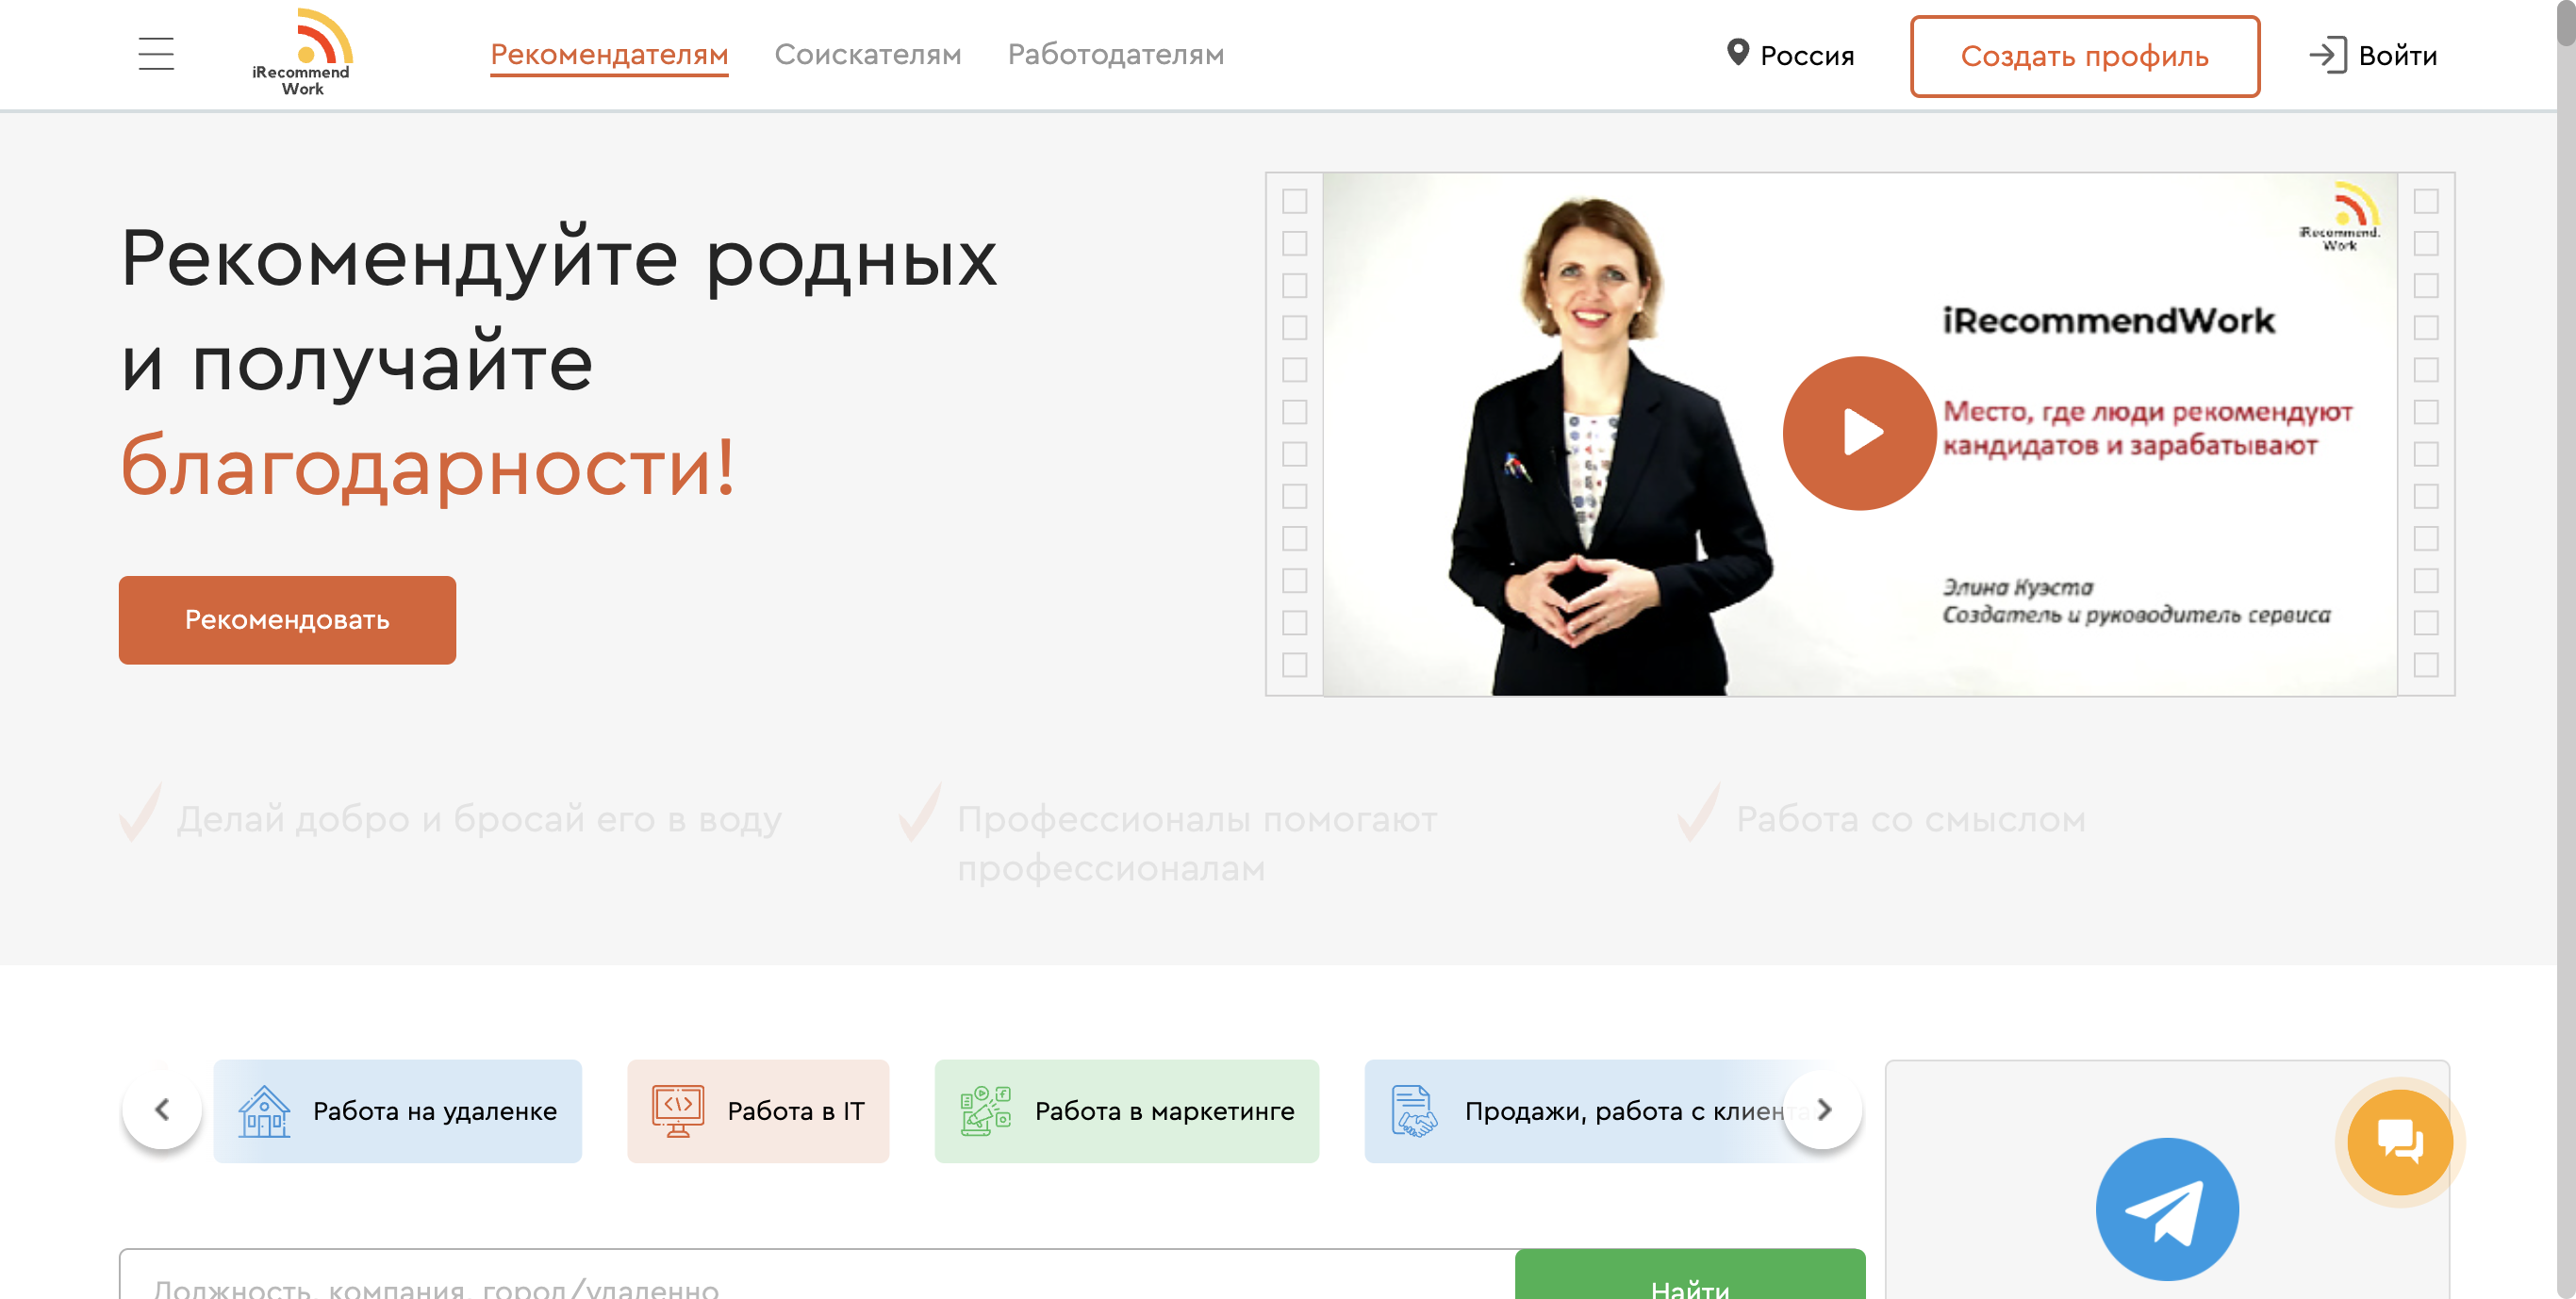 iRecommend
Work
Рекомендателям
Соискателям
Работодателям
Россия
Создать профиль
Войти
Рекомендуйте родных
и получайте
благодарности!
Рекомендовать
iRecommend.
Work
iRecommendWork
Место, где люди рекомендуют
кандидатов и зарабатывают
Элина Куэста
Создатель и руководитель сервиса
Делай добро и бросай его в воду
Профессионалы помогают
профессионалам
Работа со смыслом
Работа на удаленке
Работа в IT
Работа в маркетинге
Продажи, работа с клиента
Должность, компания, город/удаленно
Найти